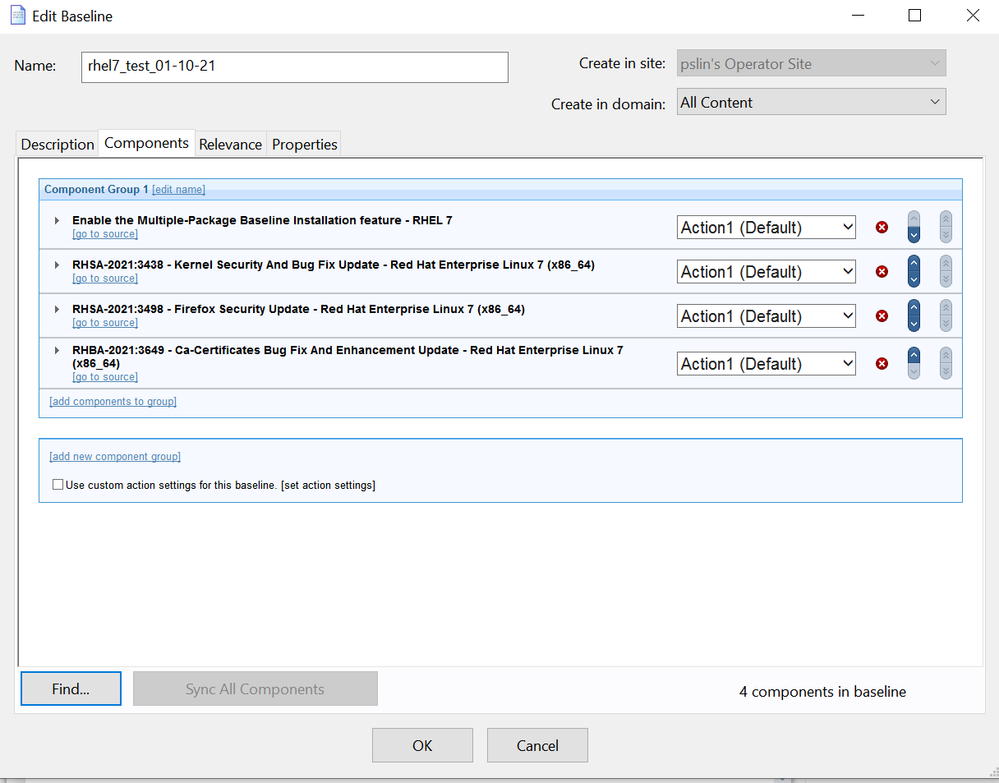 Edit Baseline
Name:
rhel7_test_01-10-21
Create in site:
pslin's Operator Site
Create in domain:
All Content
Description
Components
Relevance
Properties
Component Group 1 [edit name]
Enable the Multiple-Package Baseline Installation feature - RHEL 7
[go to source]
Action1 (Default)
RHSA-2021:3438 - Kernel Security And Bug Fix Update - Red Hat Enterprise Linux 7 (x86_64)
[go to source]
Action1 (Default)
RHSA-2021:3498 - Firefox Security Update - Red Hat Enterprise Linux 7 (x86_64)
[go to source]
Action1 (Default)
RHBA-2021:3649 - Ca-Certificates Bug Fix And Enhancement Update - Red Hat Enterprise Linux 7
(x86_64)
[go to source]
Action1 (Default)
[add components to group]
[add new component group]
Use custom action settings for this baseline. [set action settings]
Find...
Sync All Components
4 components in baseline
OK
Cancel